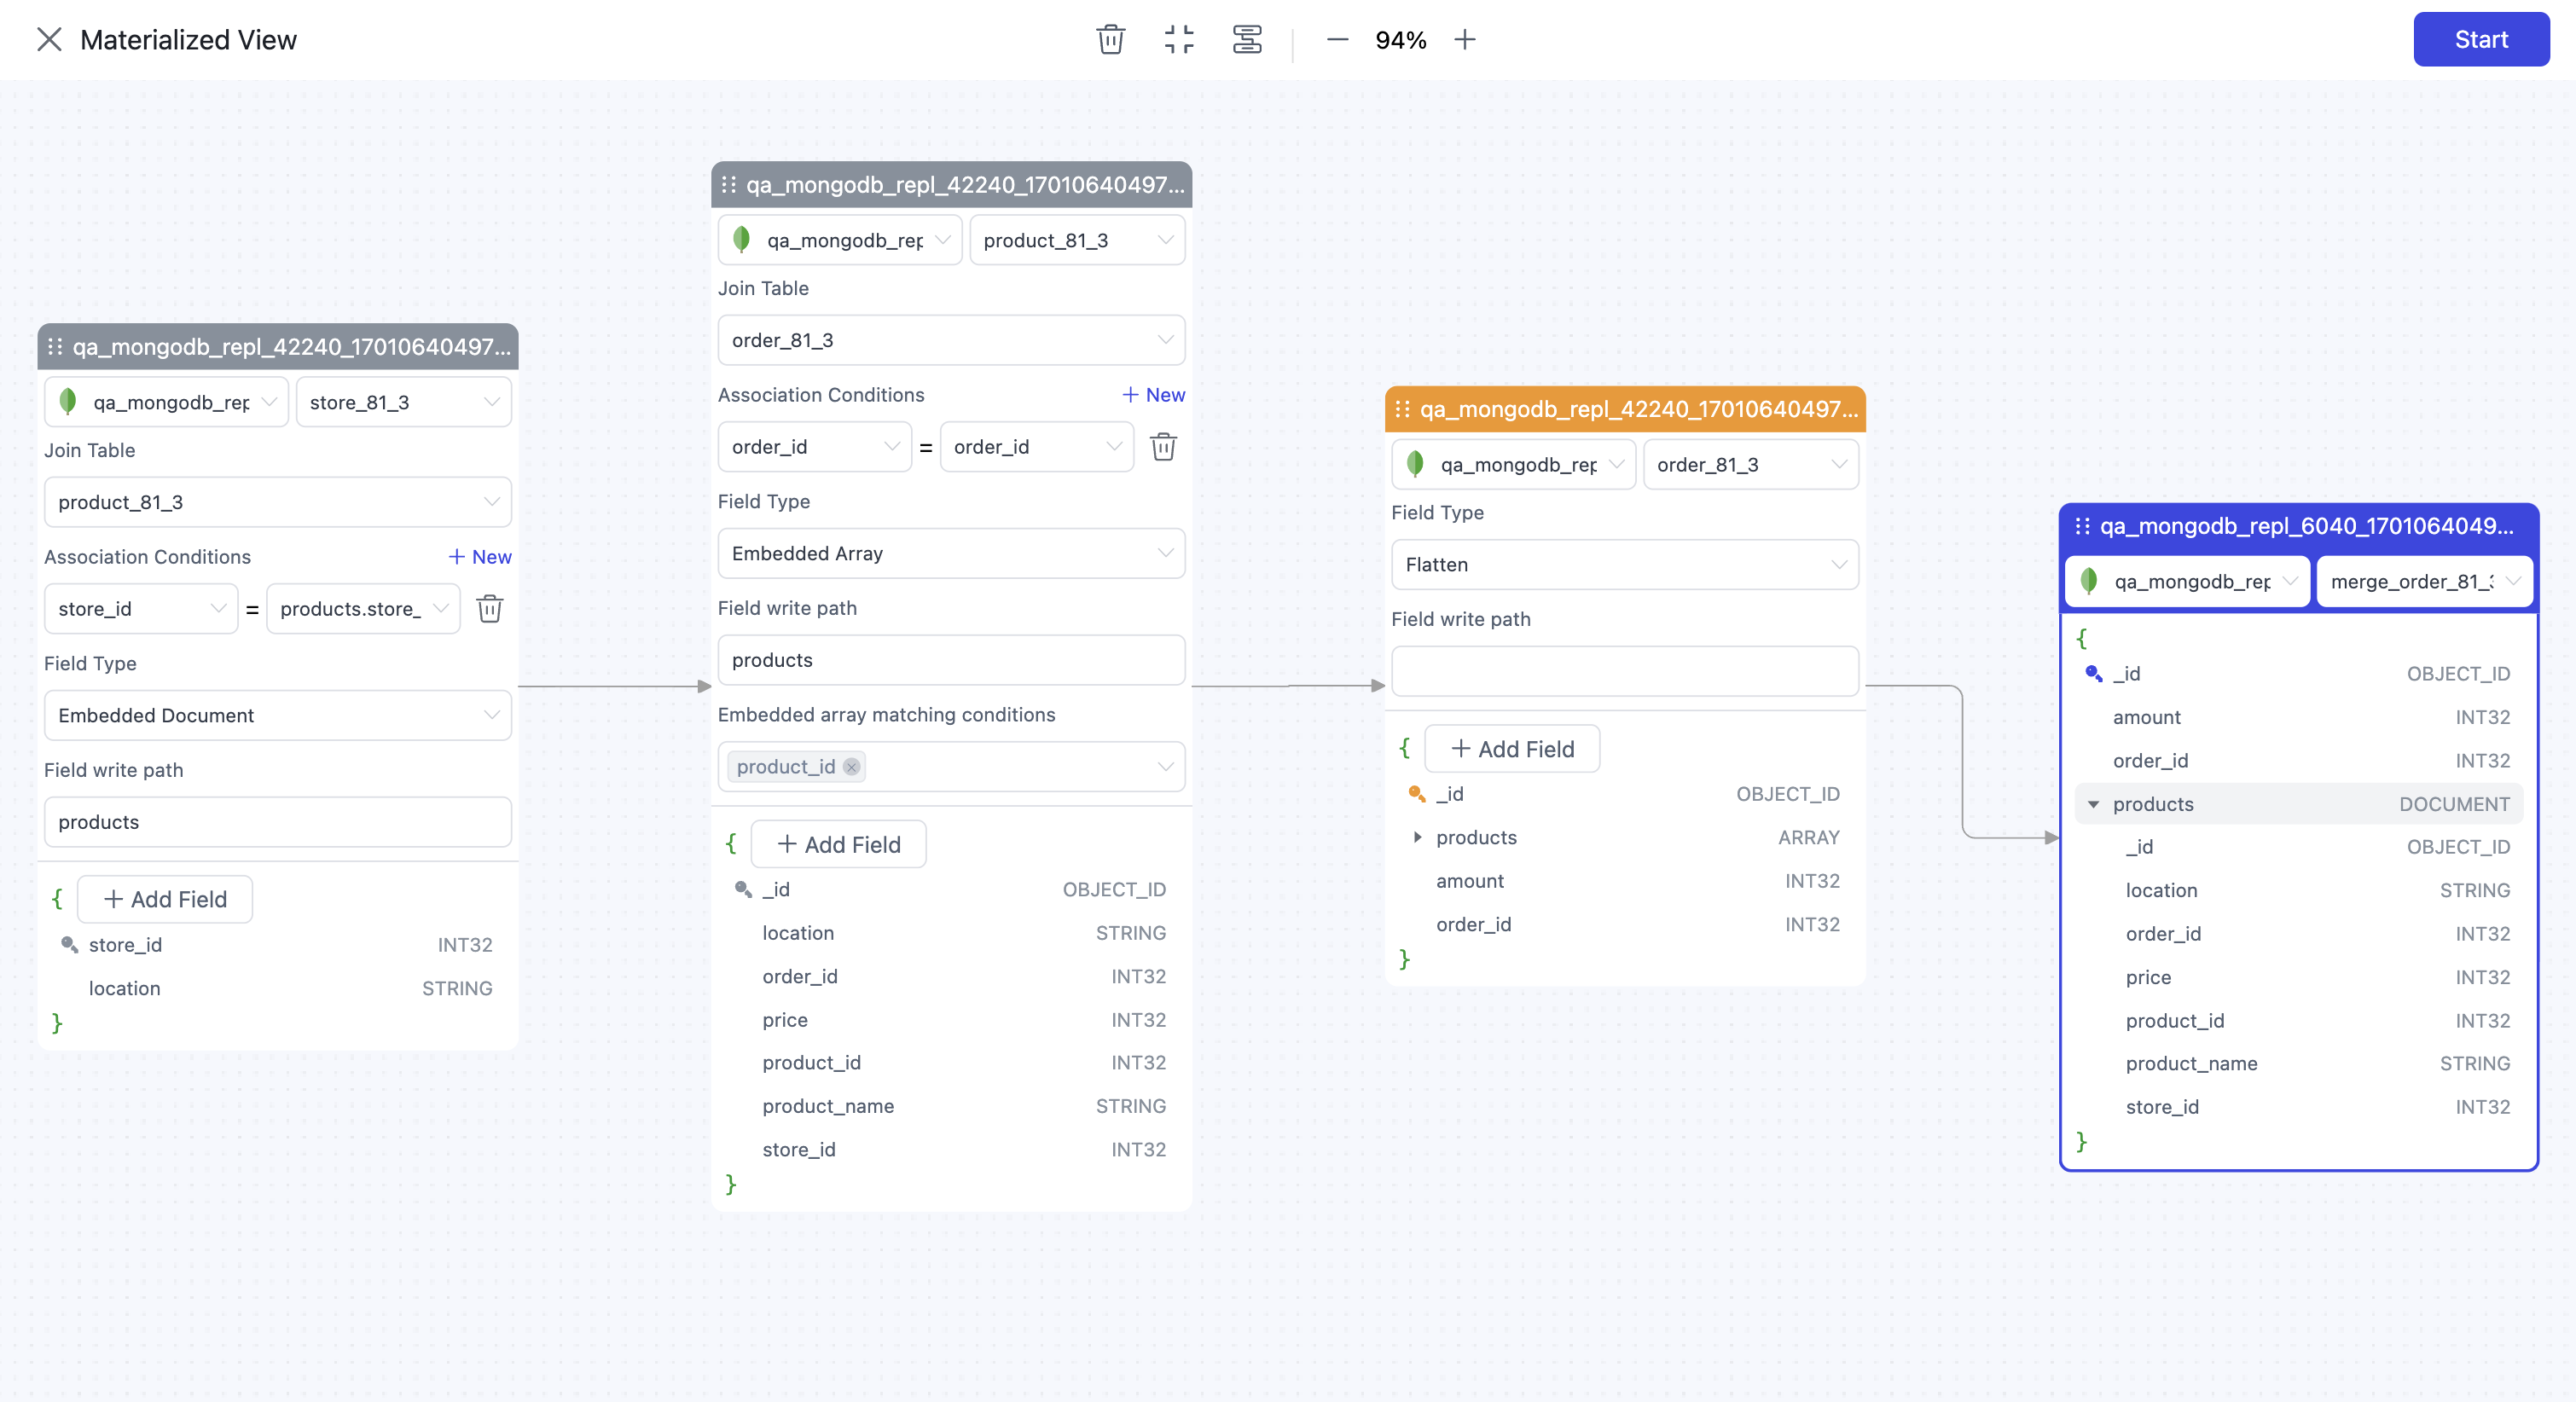 Materialized View
94%
Start
qa_mongodb_repl_42240_17010640497...
qa_mongodb_rep
store_81_3
Join Table
product_81_3
Association Conditions
New
store_id
=
products.store_
Field Type
Embedded Document
Field write path
products
{
Add Field
store_id INT32
location STRING
}
qa_mongodb_repl_42240_17010640497...
qa_mongodb_rep
product_81_3
Join Table
order_81_3
Association Conditions
New
order_id
=
order_id
Field Type
Embedded Array
Field write path
products
Embedded array matching conditions
product_id
{
Add Field
_id OBJECT_ID
location STRING
order_id INT32
price INT32
product_id INT32
product_name STRING
store_id INT32
}
qa_mongodb_repl_42240_17010640497...
qa_mongodb_rep
order_81_3
Field Type
Flatten
Field write path
{
Add Field
_id OBJECT_ID
products ARRAY
amount INT32
order_id INT32
}
qa_mongodb_repl_6040_1701064049...
qa_mongodb_rep
merge_order_81_3
{
_id OBJECT_ID
amount INT32
order_id INT32
products DOCUMENT
_id OBJECT_ID
location STRING
order_id INT32
price INT32
product_id INT32
product_name STRING
store_id INT32
}